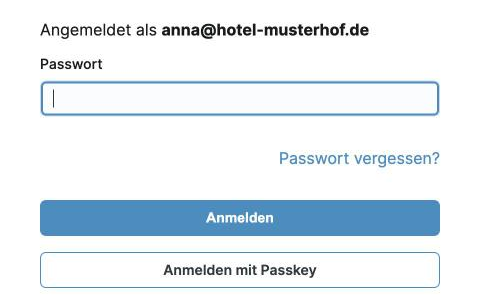 Angemeldet als anna@hotel-musterhof.de
Passwort
Passwort vergessen?
Anmelden
Anmelden mit Passkey